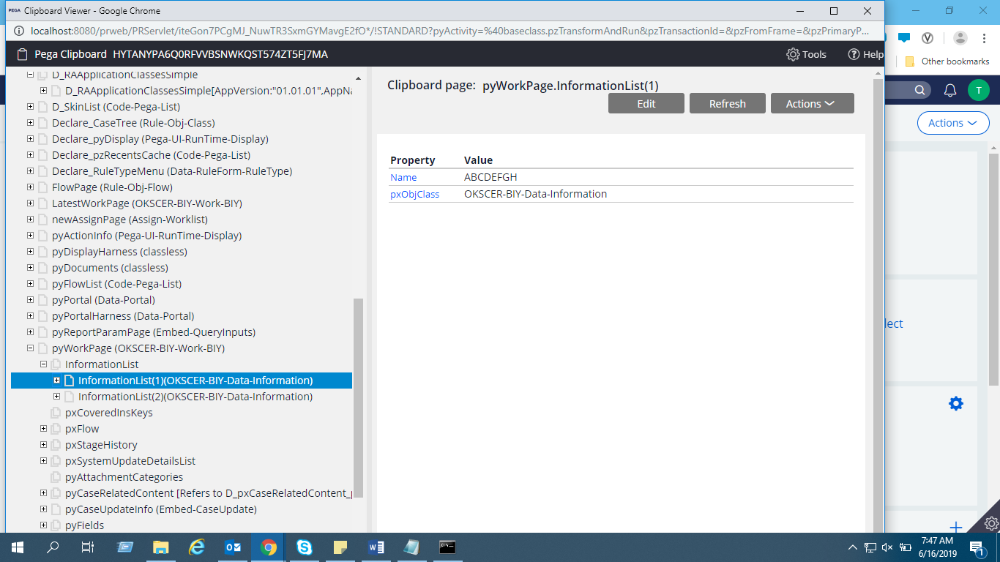 PEGA Clipboard Viewer - Google Chrome
localhost:8080/prweb/PRServlet/iteGon7PCgMJ_NuwTR3SxmGYMavgE2fO*/!STANDARD?pyActivity=%40baseclass.pzTransformAndRun&pzTransactionId=&pzFromFrame=&pzPrimaryP...
Pega Clipboard HYTANYPA6Q0RFVVBSNWKQST574ZT5FJ7MA
Tools
Help
Other bookmarks
T
Actions
D_RAApplicationClassesSimple
D_RAApplicationClassesSimple[AppVersion:"01.01.01",AppNa
D_SkinList (Code-Pega-List)
Declare_CaseTree (Rule-Obj-Class)
Declare_pyDisplay (Pega-UI-RunTime-Display)
Declare_pzRecentsCache (Code-Pega-List)
Declare_RuleTypeMenu (Data-RuleForm-RuleType)
FlowPage (Rule-Obj-Flow)
LatestWorkPage (OKSCER-BIY-Work-BIY)
newAssignPage (Assign-Worklist)
pyActionInfo (Pega-UI-RunTime-Display)
pyDisplayHarness (classless)
pyDocuments (classless)
pyFlowList (Code-Pega-List)
pyPortal (Data-Portal)
pyPortalHarness (Data-Portal)
pyReportParamPage (Embed-QueryInputs)
pyWorkPage (OKSCER-BIY-Work-BIY)
InformationList
InformationList(1)(OKSCER-BIY-Data-Information)
InformationList(2)(OKSCER-BIY-Data-Information)
pxCoveredInsKeys
pxFlow
pxStageHistory
pxSystemUpdateDetailsList
pyAttachmentCategories
pyCaseRelatedContent [Refers to D_pxCaseRelatedContent_p
pyCaseUpdateInfo (Embed-CaseUpdate)
pyFields
Clipboard page: pyWorkPage.InformationList(1)
Edit
Refresh
Actions
Property Value
Name ABCDEFGH
pxObjClass OKSCER-BIY-Data-Information
lect
7:47 AM
6/16/2019
1